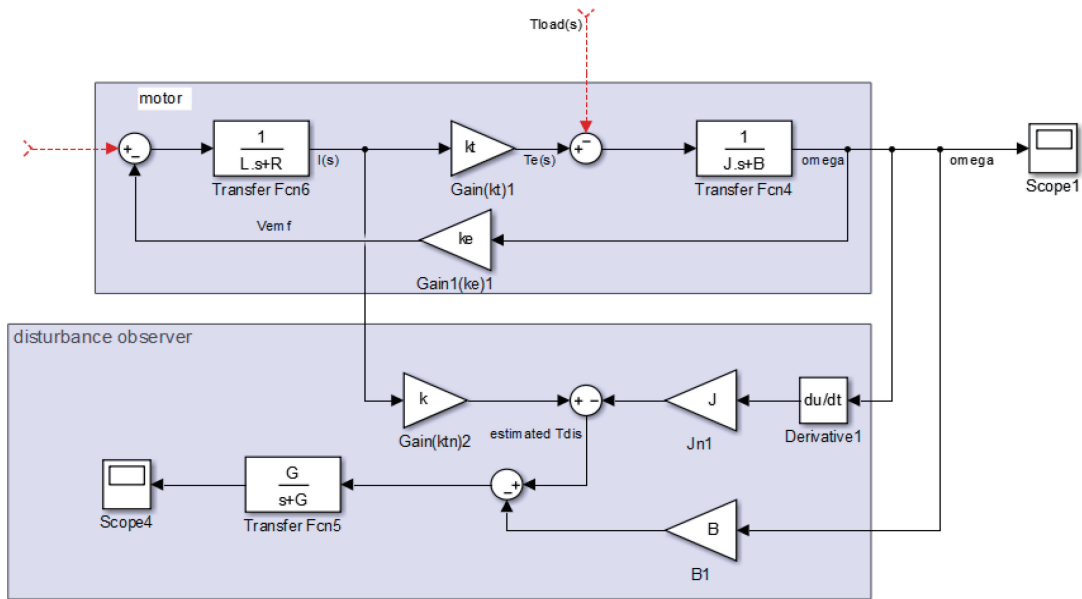 Tload(s)
motor
+
−
1
L.s+R
I(s)
kt
Te(s)
+
−
1
J.s+B
omega
omega
Transfer Fcn6
Gain(kt)1
Transfer Fcn4
Scope1
Vemf
ke
Gain1(ke)1
disturbance observer
k
+ −
J
du/dt
Gain(ktn)2
estimated Tdis
Jn1
Derivative1
G
s+G
− +
Scope4
Transfer Fcn5
B
B1